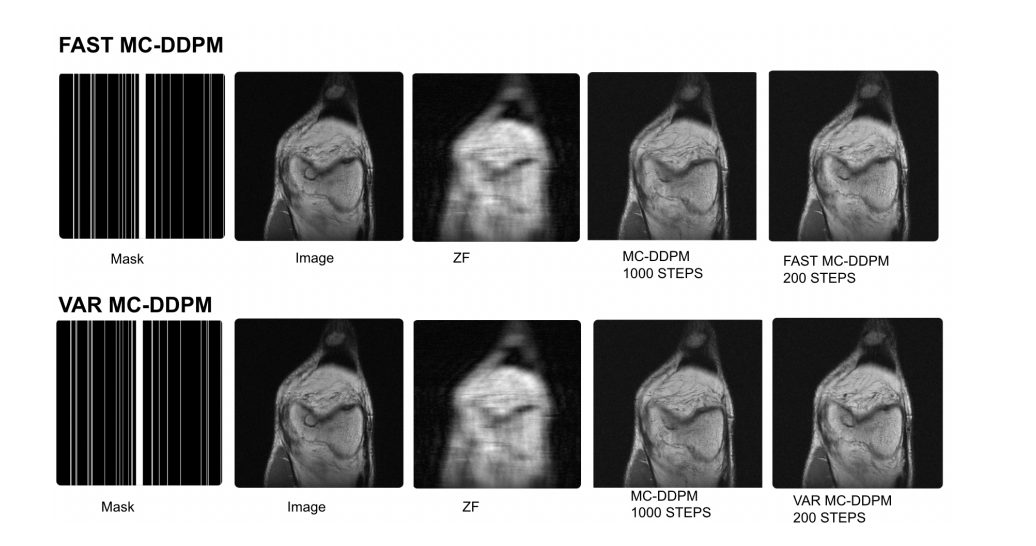 FAST MC-DDPM
Mask
Image
ZF
MC-DDPM
1000 STEPS
FAST MC-DDPM
200 STEPS
VAR MC-DDPM
Mask
Image
ZF
MC-DDPM
1000 STEPS
VAR MC-DDPM
200 STEPS